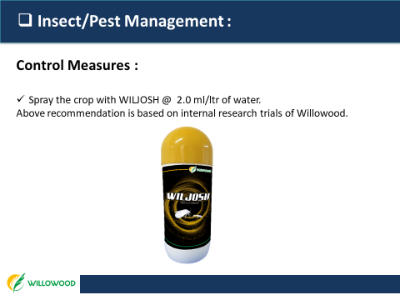 Insect/Pest Management :
Control Measures :
✓ Spray the crop with WILJOSH @ 2.0 ml/ltr of water.
Above recommendation is based on internal research trials of Willowood.
WILLOWOOD
WILJOSH
WILLOWOOD